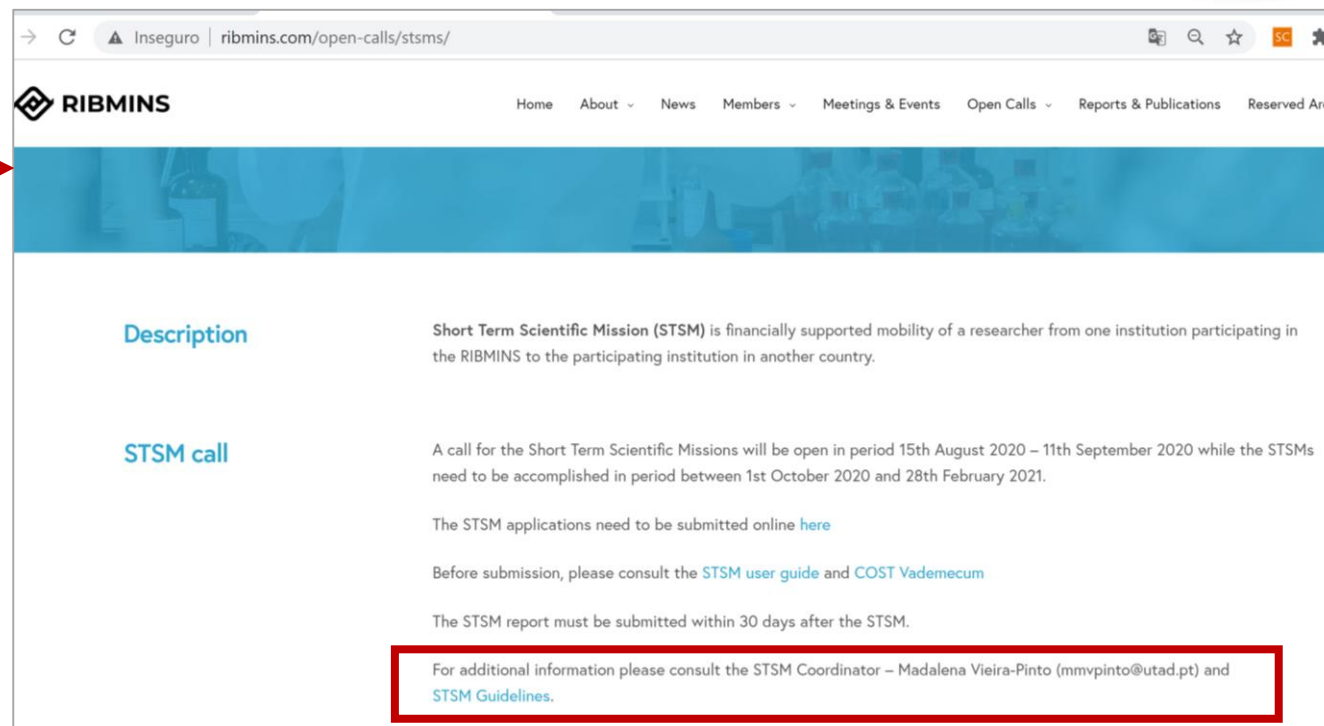 Inseguro | ribmins.com/open-calls/stsms/
SC
RIBMINS
Home About News Members Meetings & Events Open Calls Reports & Publications Reserved
Description
Short Term Scientific Mission (STSM) is financially supported mobility of a researcher from one institution participating in
the RIBMINS to the participating institution in another country.
STSM call
A call for the Short Term Scientific Missions will be open in period 15th August 2020 – 11th September 2020 while the STSMs
need to be accomplished in period between 1st October 2020 and 28th February 2021.
The STSM applications need to be submitted online here
Before submission, please consult the STSM user guide and COST Vademecum
The STSM report must be submitted within 30 days after the STSM.
For additional information please consult the STSM Coordinator – Madalena Vieira-Pinto (mmvpinto@utad.pt) and
STSM Guidelines.